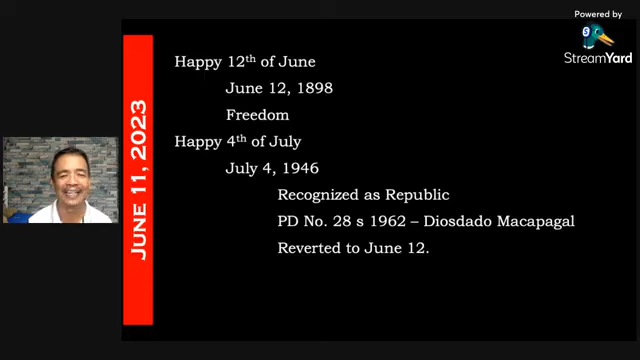 Powered by
StreamYard
JUNE 11, 2023
Happy 12th of June
June 12, 1898
Freedom
Happy 4th of July
July 4, 1946
Recognized as Republic
PD No. 28 s 1962 – Diosdado Macapagal
Reverted to June 12.